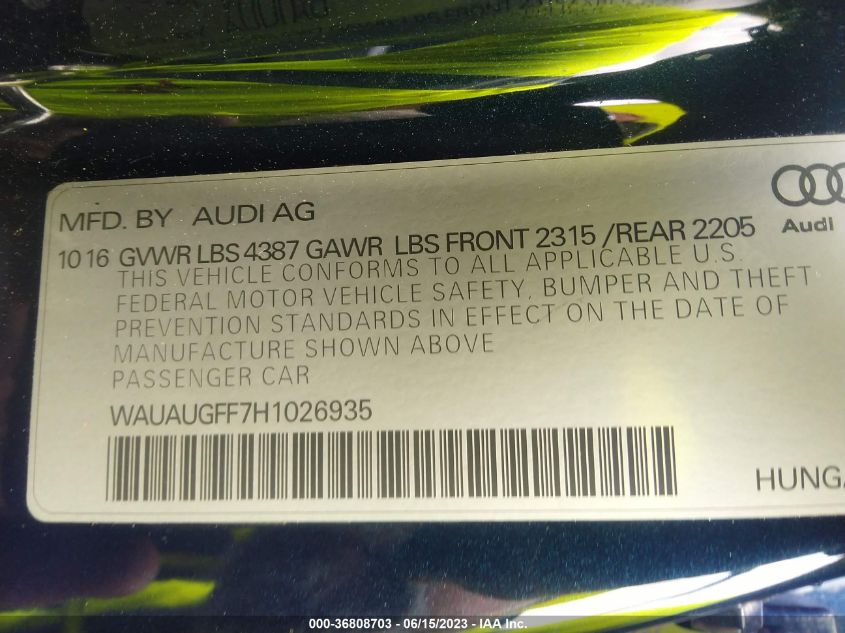 MFD. BY AUDI AG
Audi
10 16 GVWR LBS 4387 GAWR LBS FRONT 2315 /REAR 2205
THIS VEHICLE CONFORMS TO ALL APPLICABLE U.S.
FEDERAL MOTOR VEHICLE SAFETY, BUMPER AND THEFT
PREVENTION STANDARDS IN EFFECT ON THE DATE OF
MANUFACTURE SHOWN ABOVE
PASSENGER CAR
WAUAUGFF7H1026935
HUNGA
000-36808703 - 06/15/2023 - IAA Inc.